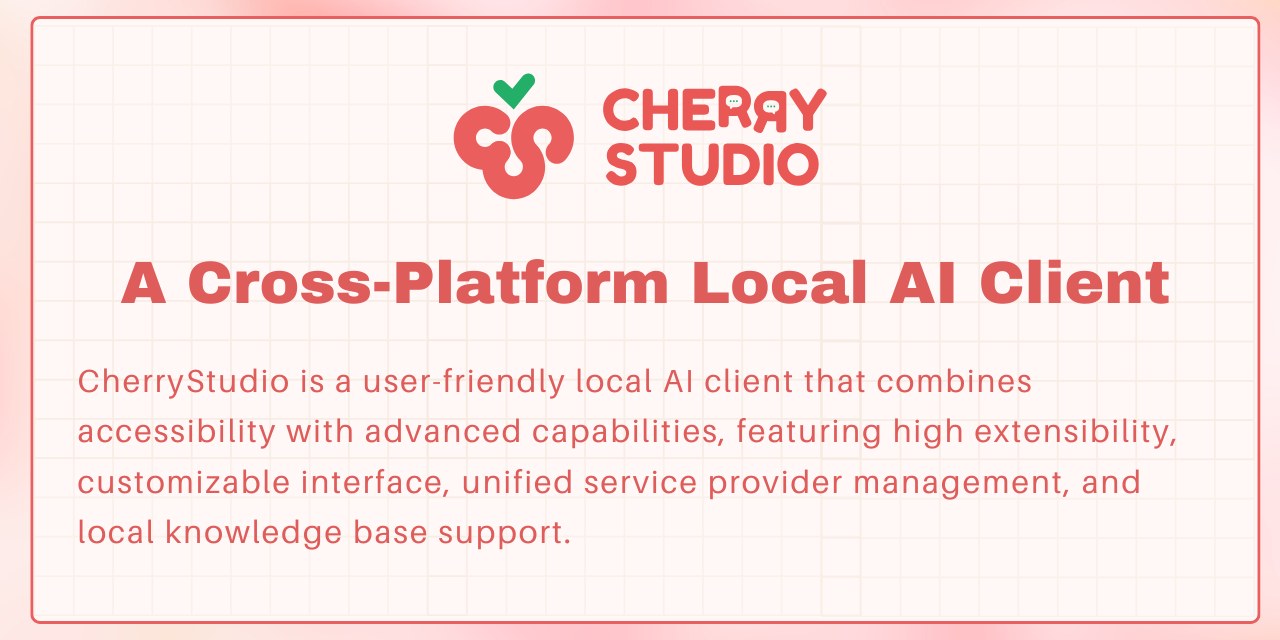 CHERRY
STUDIO
A Cross-Platform Local AI Client
CherryStudio is a user-friendly local AI client that combines
accessibility with advanced capabilities, featuring high extensibility,
customizable interface, unified service provider management, and
local knowledge base support.